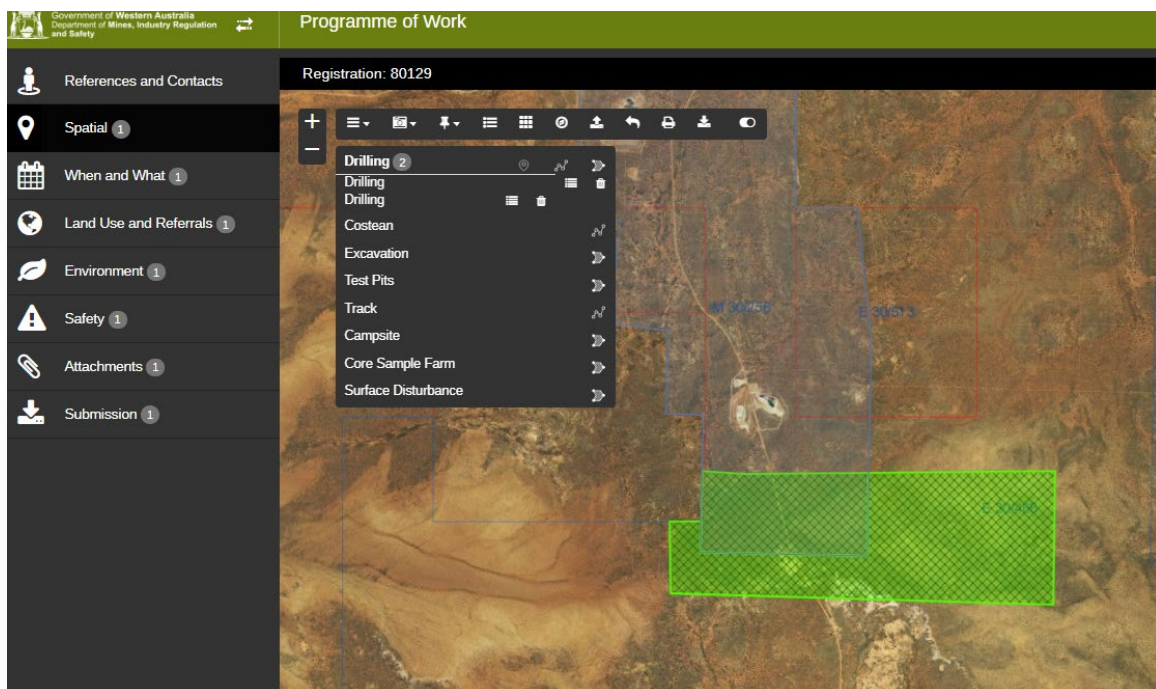 Government of Western Australia
Department of Mines, Industry Regulation
and Safety
Programme of Work
Registration: 80129
References and Contacts
Spatial 1
When and What 1
Land Use and Referrals 1
Environment 1
Safety 1
Attachments 1
Submission 1
+
−
Drilling 2
Drilling
Drilling
Costean
Excavation
Test Pits
Track
Campsite
Core Sample Farm
Surface Disturbance
E 30/513